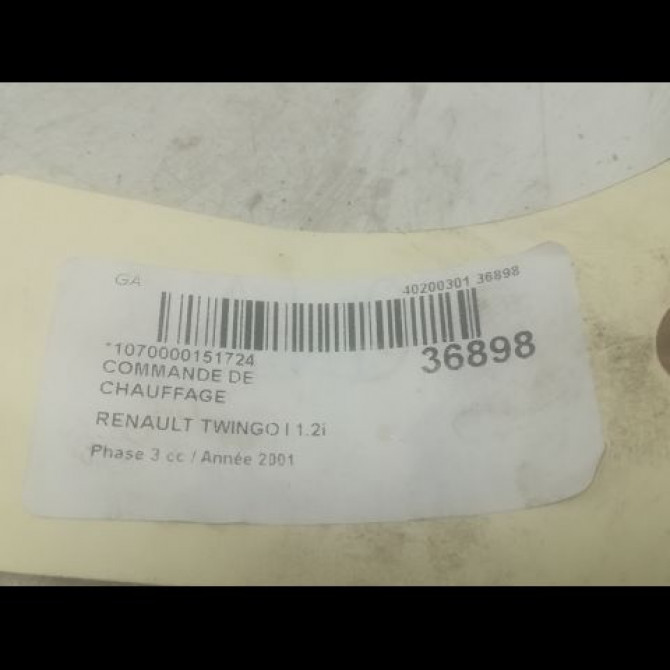 GA
40200301 36898
*1070000151724
36898
COMMANDE DE
CHAUFFAGE
RENAULT TWINGO I 1.2i
Phase 3 cc / Année 2001